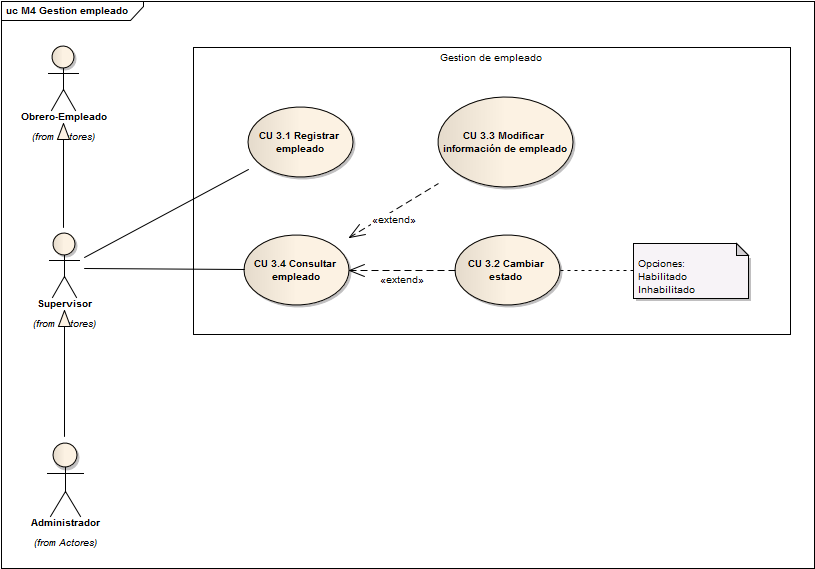 uc M4 Gestion empleado
Gestion de empleado
Obrero-Empleado
(from tores)
CU 3.1 Registrar
empleado
CU 3.3 Modificar
información de empleado
«extend»
Supervisor
(from tores)
CU 3.4 Consultar
empleado
«extend»
CU 3.2 Cambiar
estado
Opciones:
Habilitado
Inhabilitado
Administrador
(from Actores)